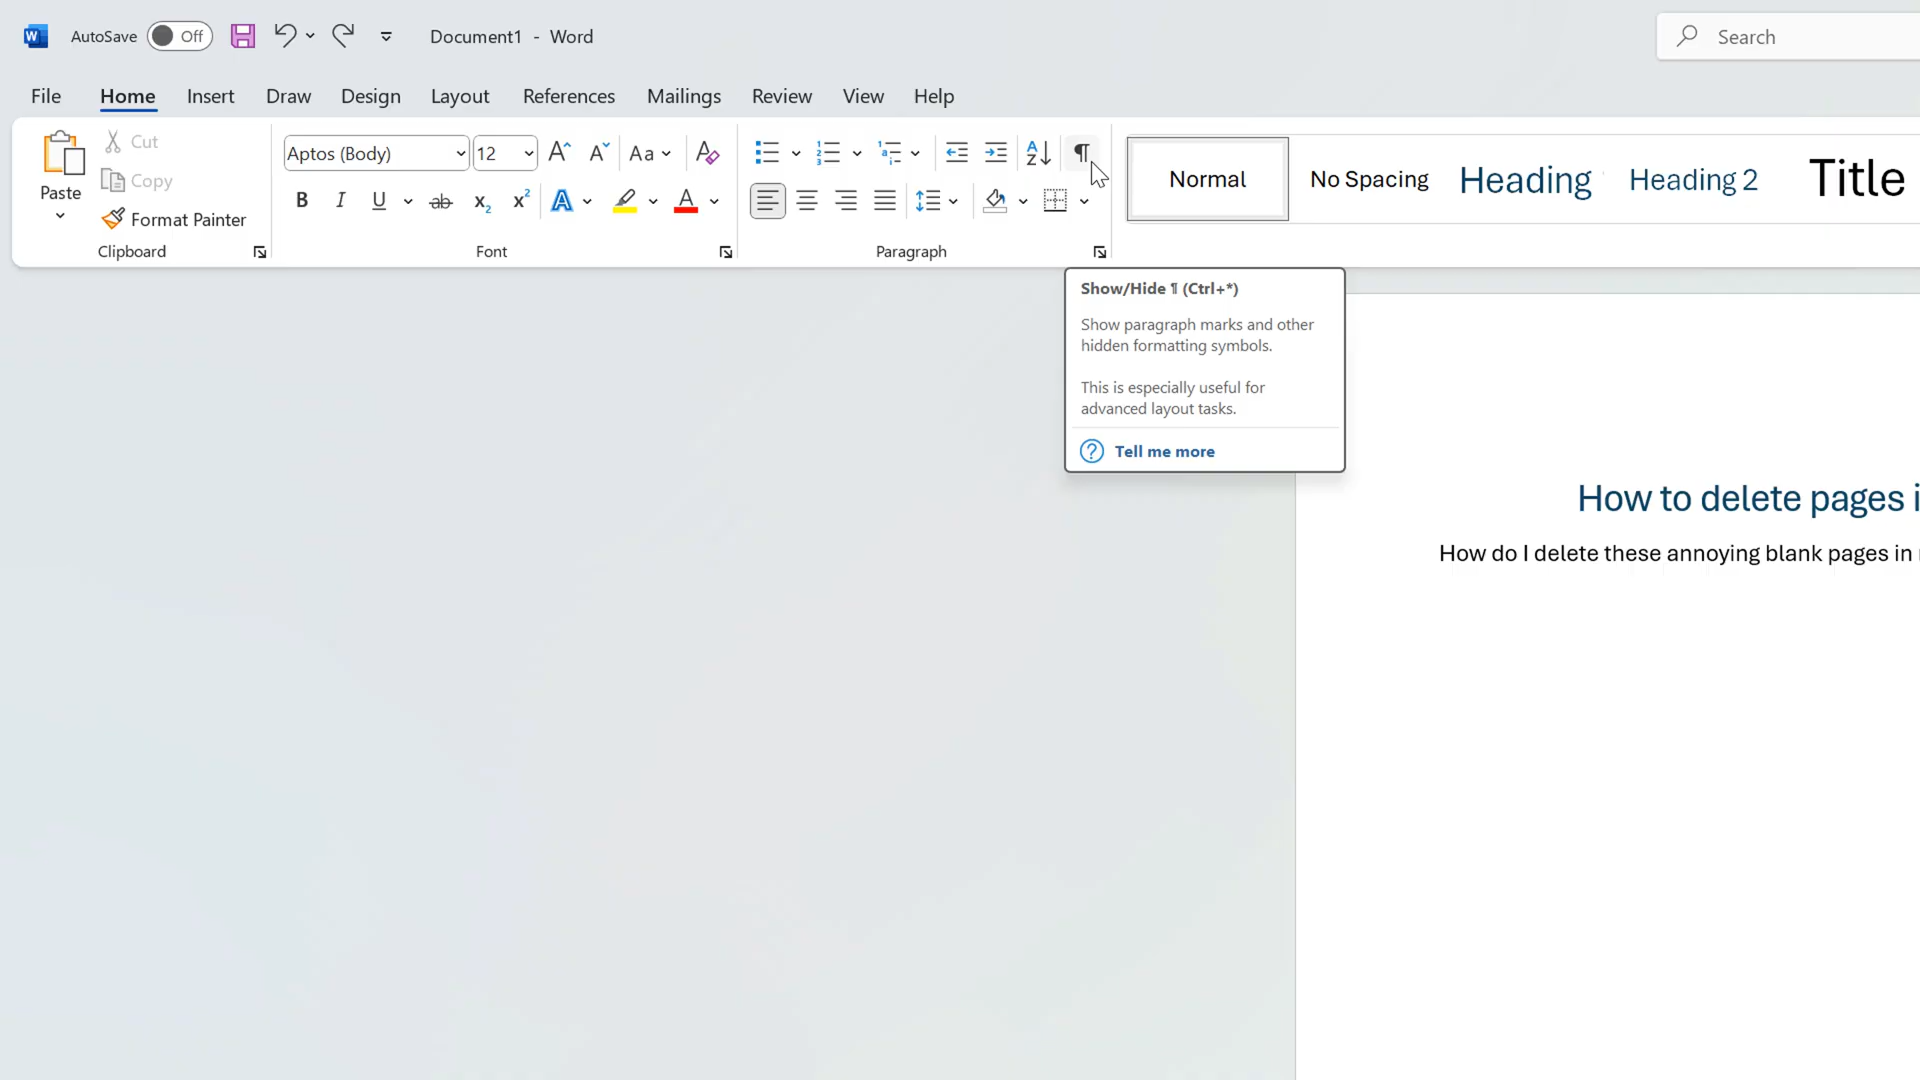 W AutoSave Off Document1 - Word Search
File Home Insert Draw Design Layout References Mailings Review View Help
Paste
Cut
Copy
Format Painter
Clipboard
Aptos (Body) 12 Aa
B I U ab x2 x2 A A
Font
Paragraph
Normal No Spacing Heading Heading 2 Title
Show/Hide ¶ (Ctrl+*)
Show paragraph marks and other
hidden formatting symbols.
This is especially useful for
advanced layout tasks.
Tell me more
How to delete pages i
How do I delete these annoying blank pages in